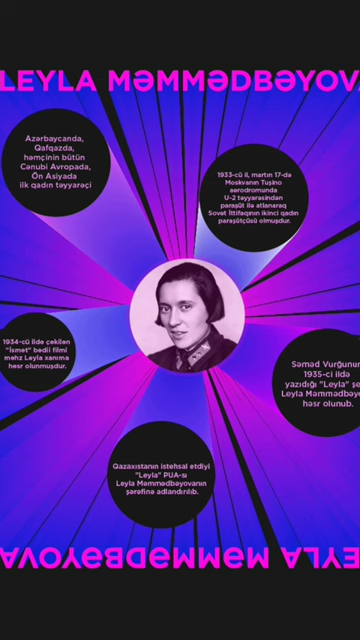 LEYLA MƏMMƏDBƏYOVA
Azərbaycanda,
Qafqazda,
həmçinin bütün
Cənubi Avropada,
Ön Asiyada
ilk qadın təyyarəçi
1933-cü il, martın 17-də
Moskvanın Tuşino
aerodromunda
U-2 təyyarəsindən
paraşüt ilə atlanaraq
Sovet İttifaqının ikinci qadın
paraşütçüsü olmuşdur.
1934-cü ildə çəkilən
"İsmət" bədii filmi
məhz Leyla xanıma
həsr olunmuşdur.
Səməd Vurğunun
1935-ci ildə
yazıdığı "Leyla" şe
Leyla Məmmədbəyo
həsr olunub.
Qazaxıstanın istehsal etdiyi
"Leyla" PUA-sı
Leyla Məmmədbəyovanın
şərəfinə adlandırılıb.
LEYLA MƏMMƏDBƏYOVA